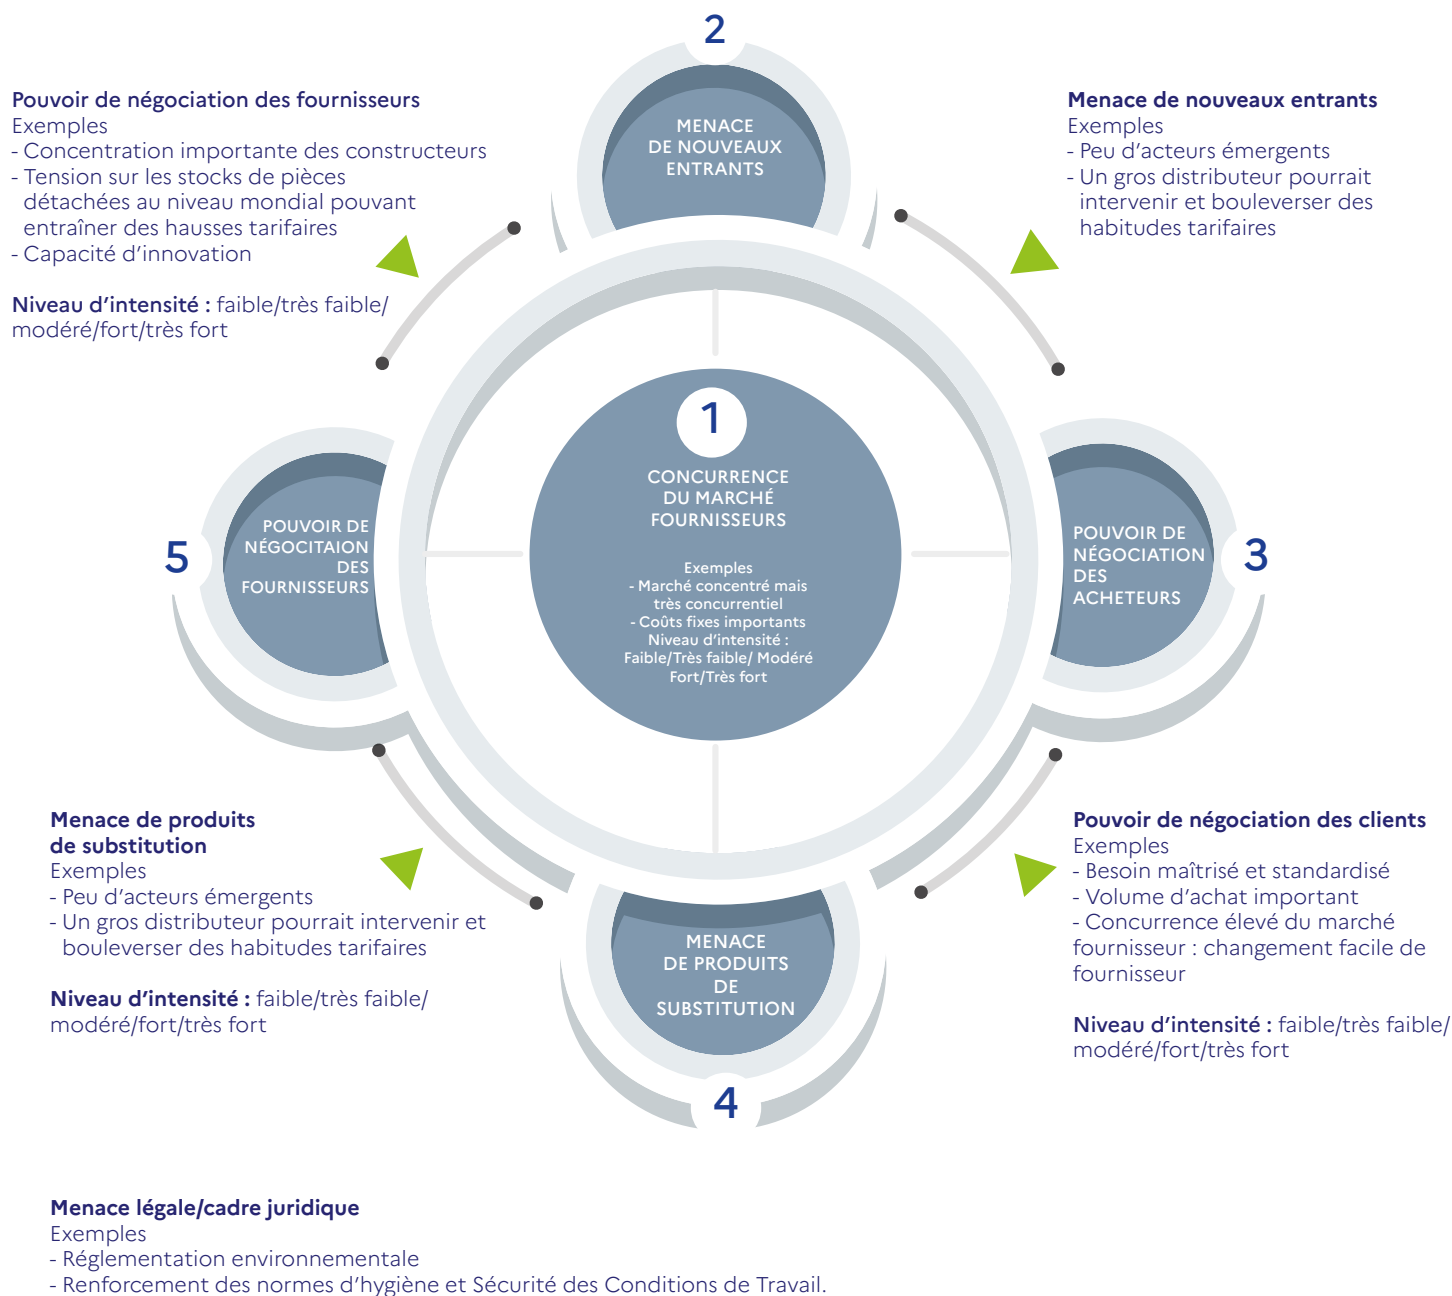 2
Pouvoir de négociation des fournisseurs
Exemples
- Concentration importante des constructeurs
- Tension sur les stocks de pièces
détachées au niveau mondial pouvant
entraîner des hausses tarifaires
- Capacité d'innovation
Niveau d'intensité : faible/très faible/
modéré/fort/très fort
MENACE
DE NOUVEAUX
ENTRANTS
Menace de nouveaux entrants
Exemples
- Peu d'acteurs émergents
- Un gros distributeur pourrait
intervenir et bouleverser des
habitudes tarifaires
1
CONCURRENCE
DU MARCHÉ
FOURNISSEURS
Exemples
- Marché concentré mais
très concurrentiel
- Coûts fixes importants
Niveau d'intensité :
Faible/Très faible/ Modéré
Fort/Très fort
5
POUVOIR DE
NÉGOCITAION
DES
FOURNISSEURS
POUVOIR DE
NÉGOCIATION
DES
ACHETEURS
3
Menace de produits
de substitution
Exemples
- Peu d'acteurs émergents
- Un gros distributeur pourrait intervenir et
bouleverser des habitudes tarifaires
Niveau d'intensité : faible/très faible/
modéré/fort/très fort
MENACE
DE PRODUITS
DE
SUBSTITUTION
4
Pouvoir de négociation des clients
Exemples
- Besoin maîtrisé et standardisé
- Volume d'achat important
- Concurrence élevé du marché
fournisseur : changement facile de
fournisseur
Niveau d'intensité : faible/très faible/
modéré/fort/très fort
Menace légale/cadre juridique
Exemples
- Réglementation environnementale
- Renforcement des normes d'hygiène et Sécurité des Conditions de Travail.